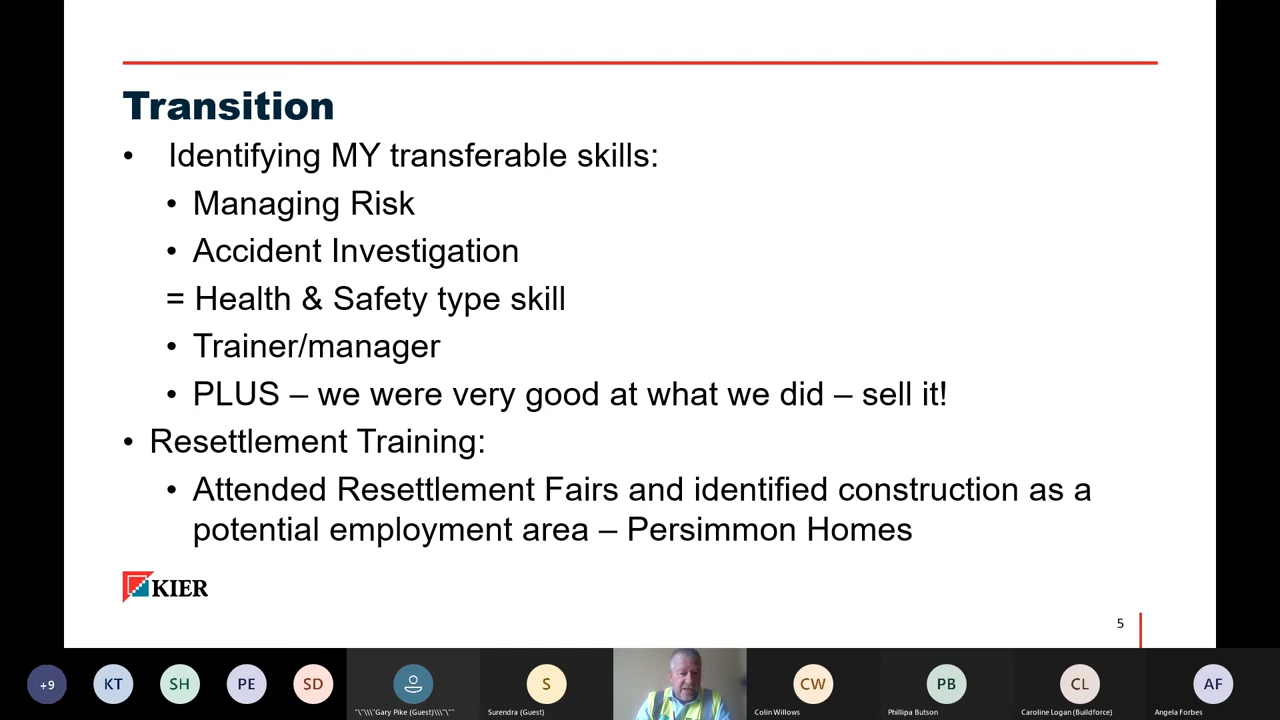 Transition
• Identifying MY transferable skills:
• Managing Risk
• Accident Investigation
= Health & Safety type skill
• Trainer/manager
• PLUS – we were very good at what we did – sell it!
• Resettlement Training:
• Attended Resettlement Fairs and identified construction as a
potential employment area – Persimmon Homes
KIER
5
+9
KT
SH
PE
SD
"\"\\\"Gary Pike (Guest)\\\"\""
S
Surendra (Guest)
CW
Colin Willows
PB
Phillipa Butson
CL
Caroline Logan (Buildforce)
AF
Angela Forbes